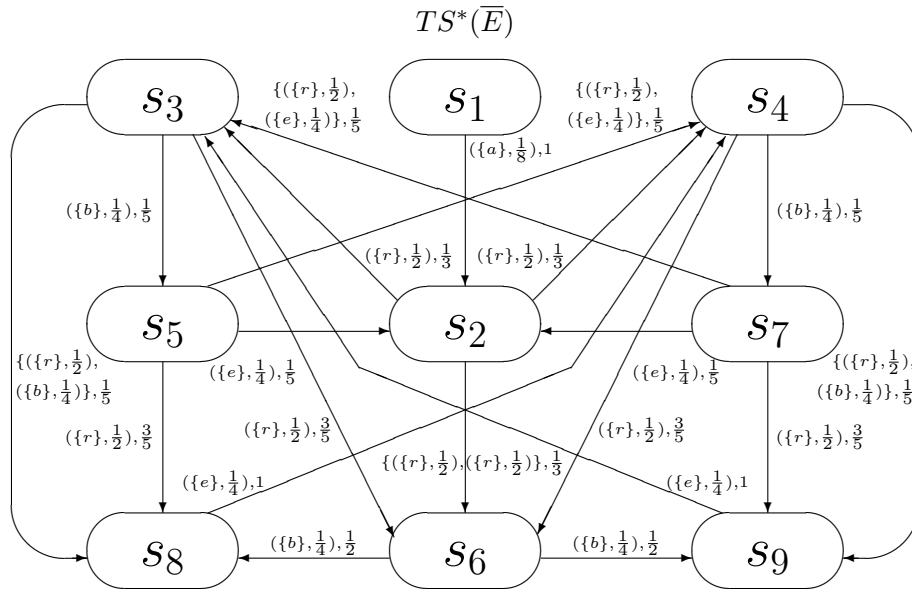 TS*(E̅)
s₃
s₁
s₄
{({r},1/2),
({e},1/4)},1/5
{({r},1/2),
({e},1/4)},1/5
({a},1/8),1
({b},1/4),1/5
({b},1/4),1/5
({r},1/2),1/3
({r},1/2),1/3
s₅
s₂
s₇
{({r},1/2),
({b},1/4)},1/5
({e},1/4),1/5
({e},1/4),1/5
{({r},1/2),
({b},1/4)},1/5
({r},1/2),3/5
({r},1/2),3/5
({r},1/2),3/5
({r},1/2),3/5
({e},1/4),1
{({r},1/2),({r},1/2)},1/3
({e},1/4),1
s₈
({b},1/4),1/2
s₆
({b},1/4),1/2
s₉